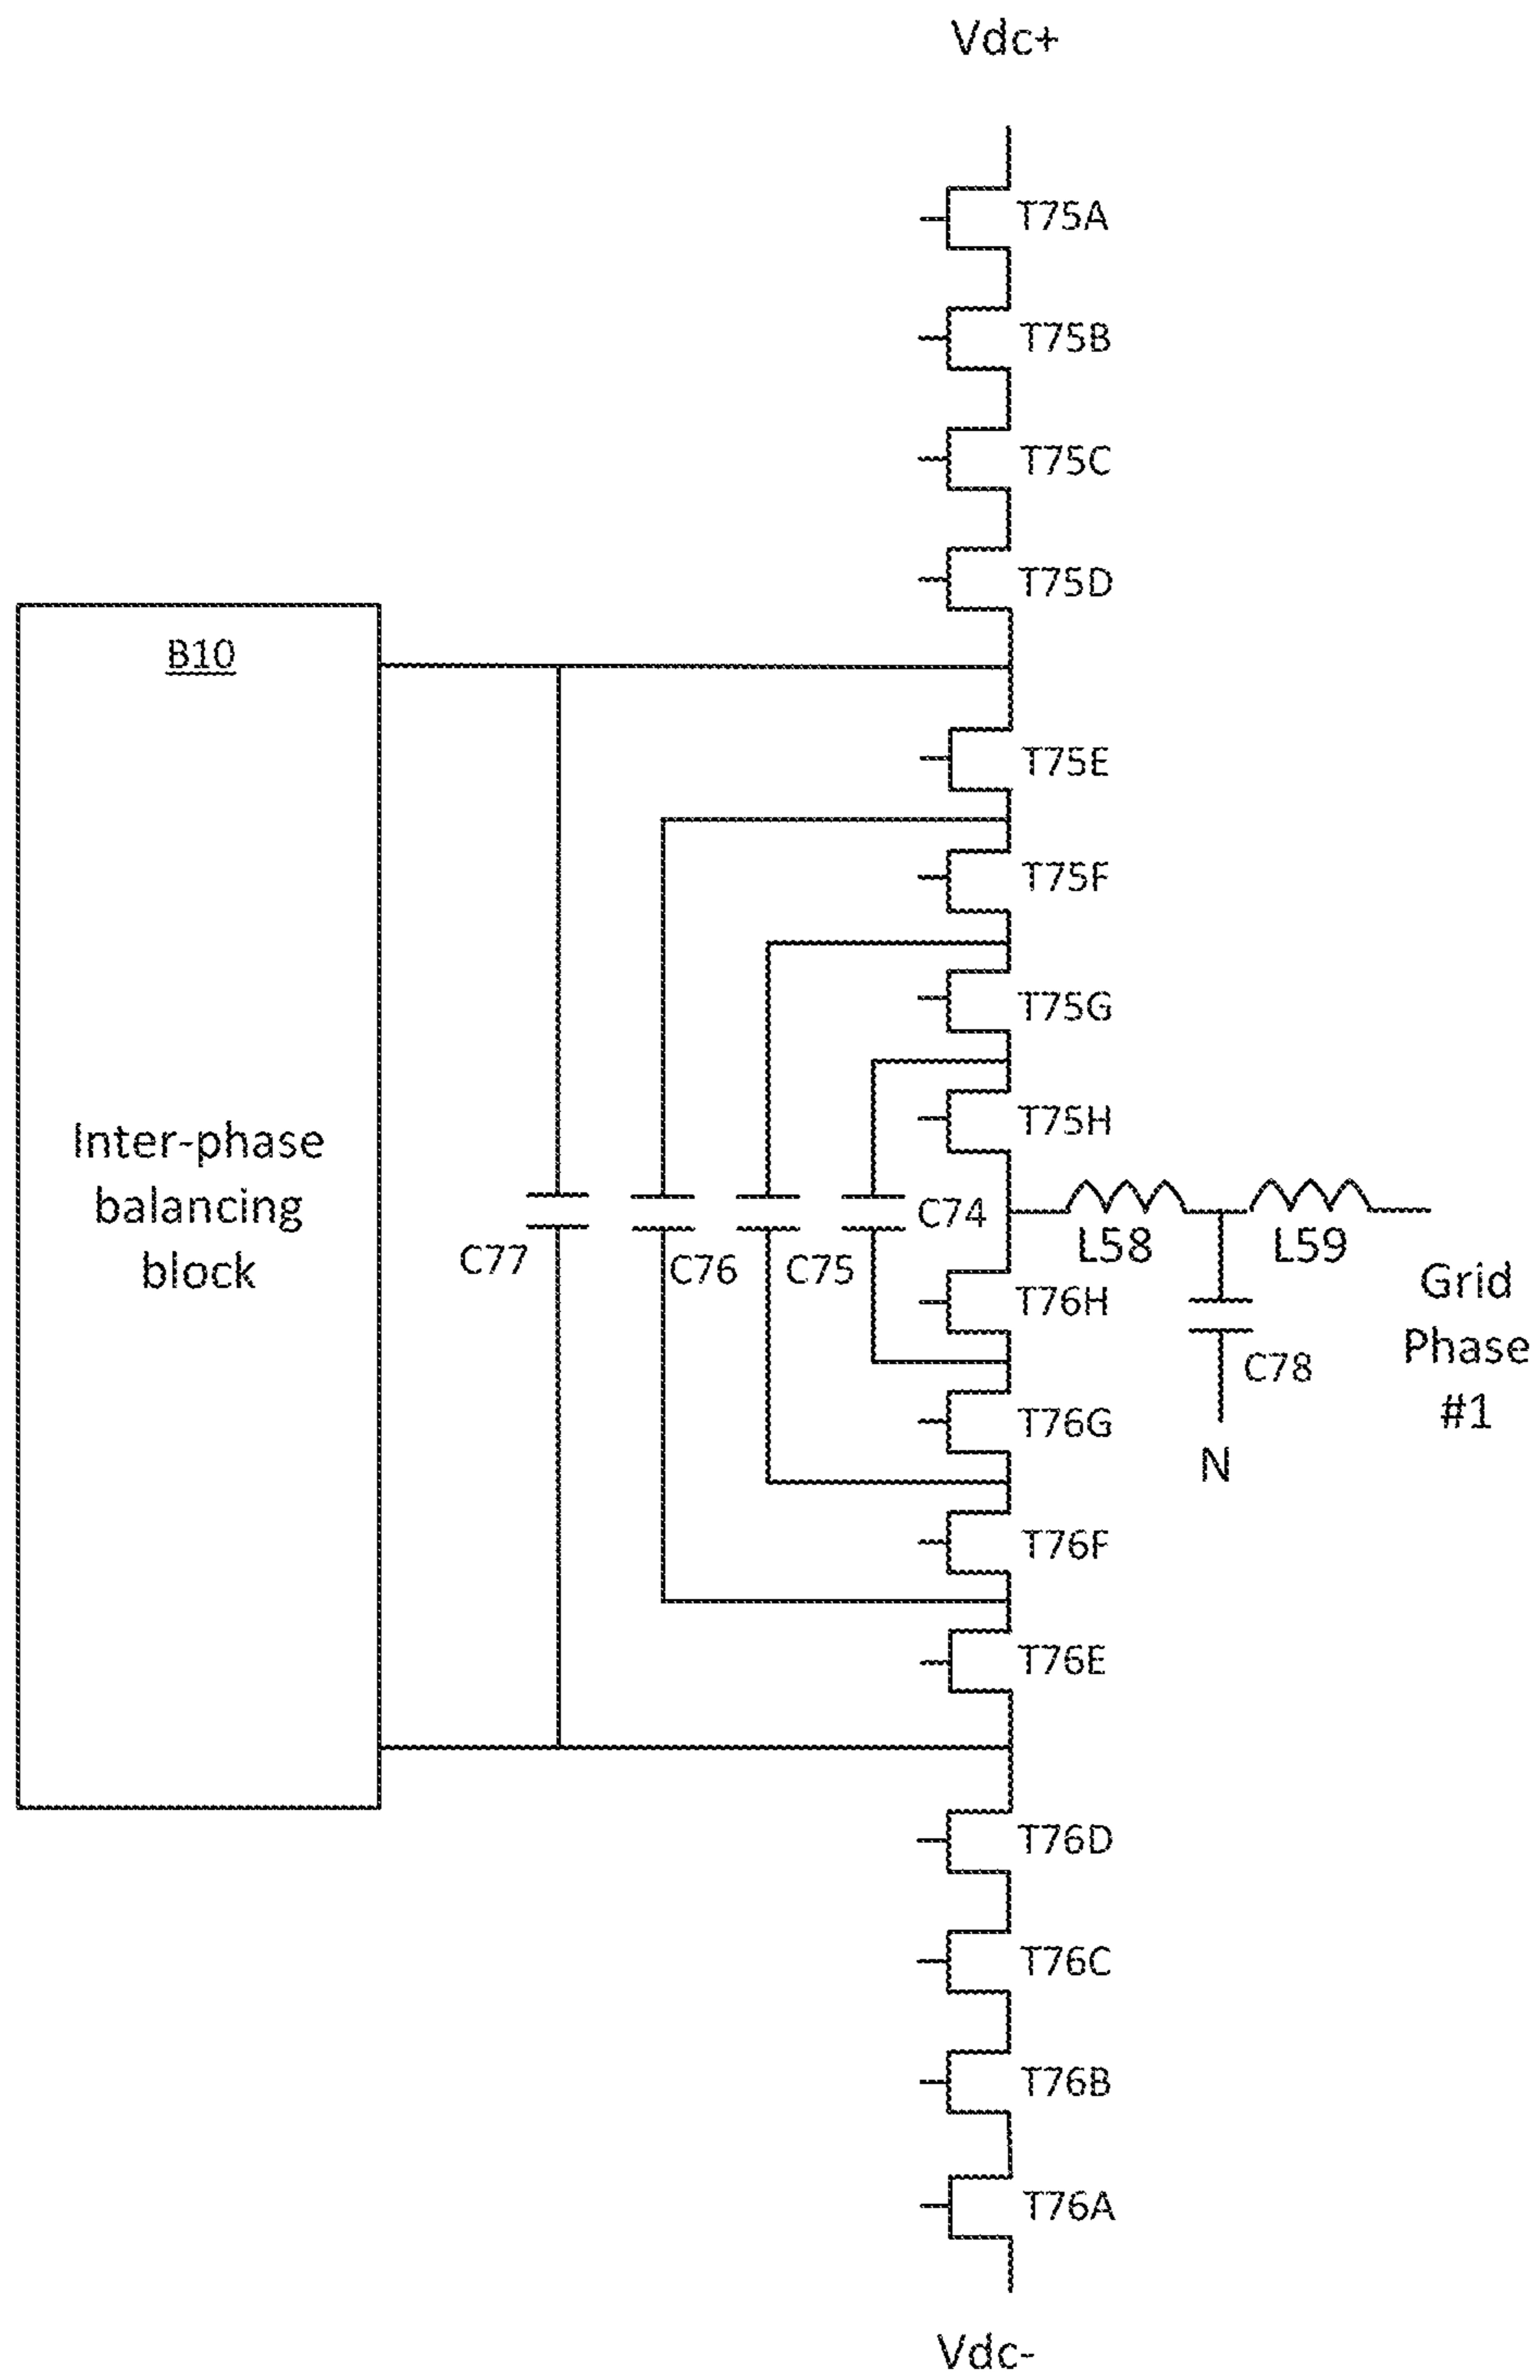 Vdc+
T75A
T75B
T75C
T75D
B10
T75E
T75F
T75G
T75H
Inter-phase
balancing
block
C77
C76
C75
C74
L58
L59
Grid
Phase
#1
T76H
C78
N
T76G
T76F
T76E
T76D
T76C
T76B
T76A
Vdc-